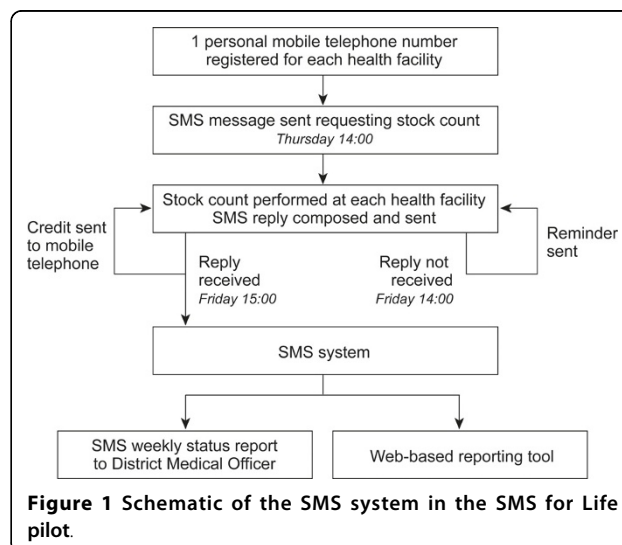 1 personal mobile telephone number
registered for each health facility
SMS message sent requesting stock count
Thursday 14:00
Stock count performed at each health facility
SMS reply composed and sent
Credit sent
to mobile
telephone
Reminder
sent
Reply
received
Friday 15:00
Reply not
received
Friday 14:00
SMS system
SMS weekly status report
to District Medical Officer
Web-based reporting tool
Figure 1 Schematic of the SMS system in the SMS for Life
pilot.